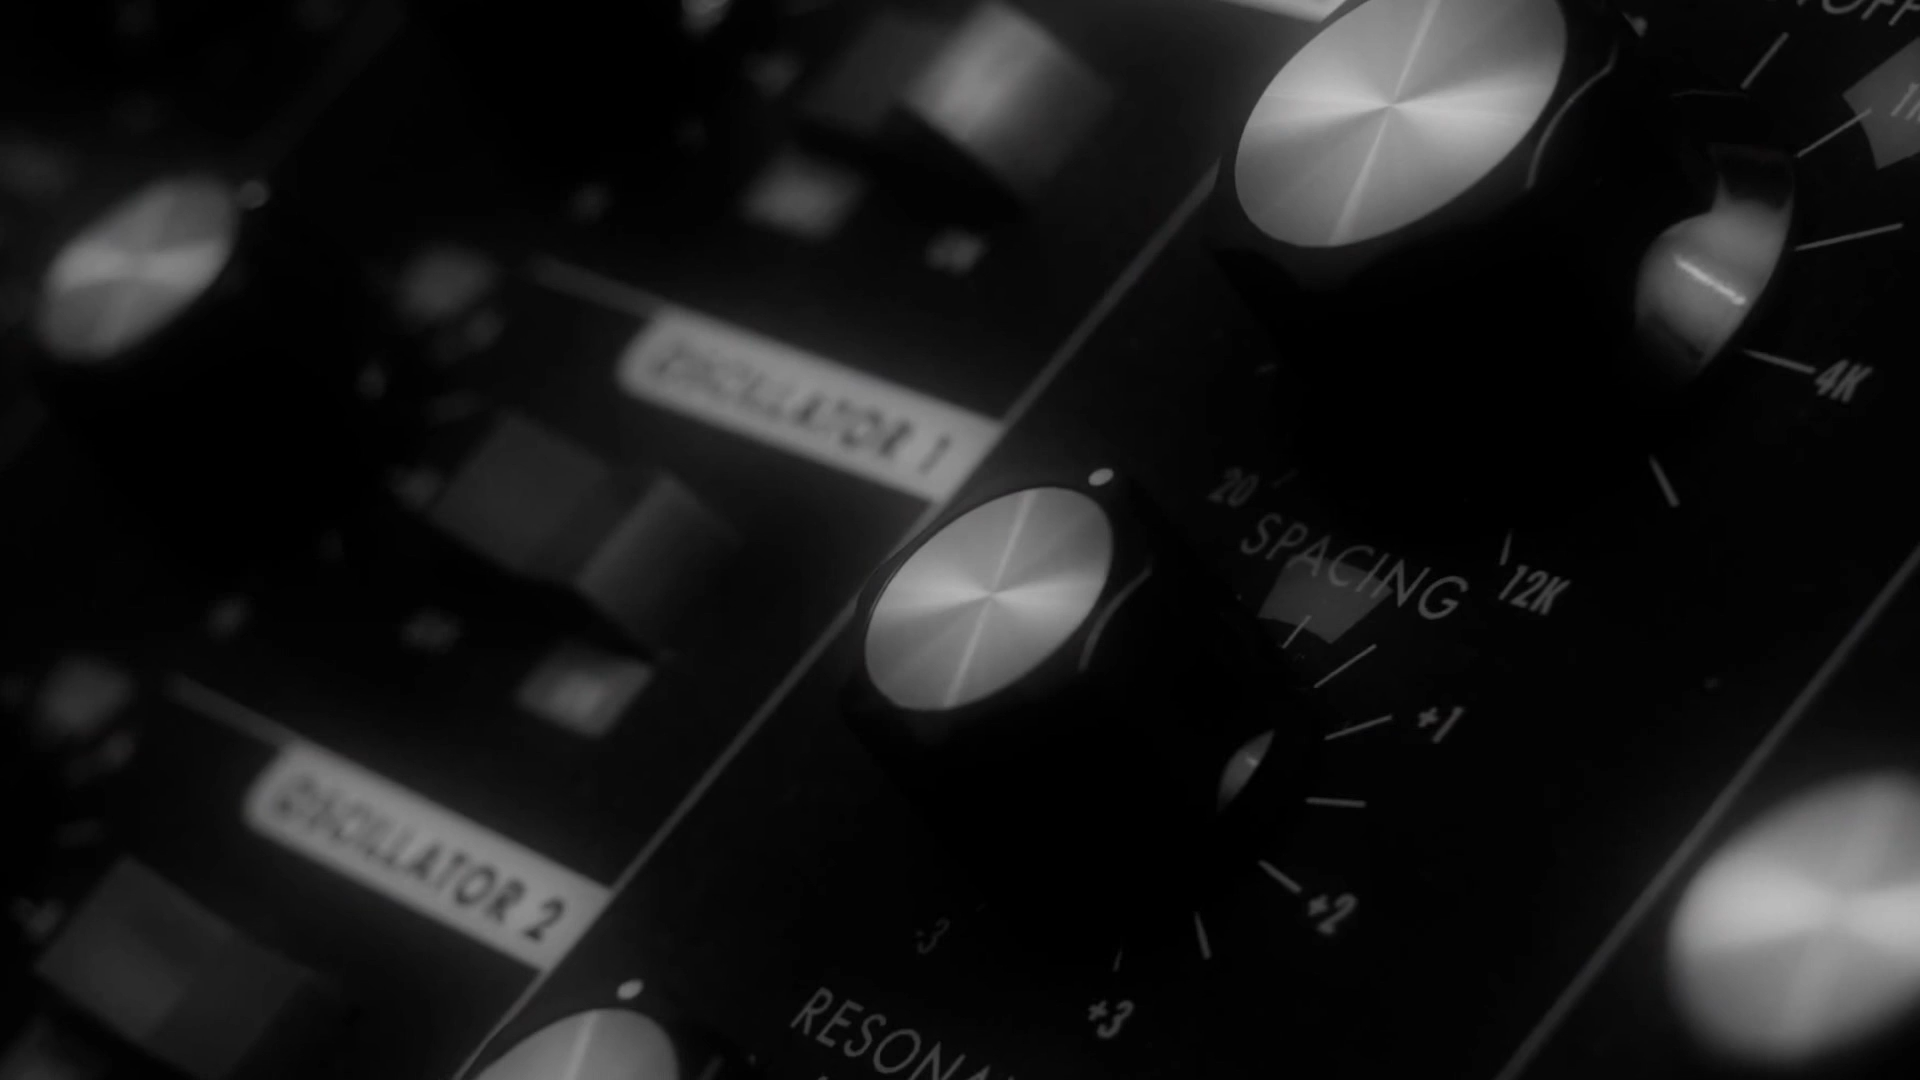 OSCILLATOR 1
4K
20
SPACING
12K
+1
OSCILLATOR 2
+2
-3
+3